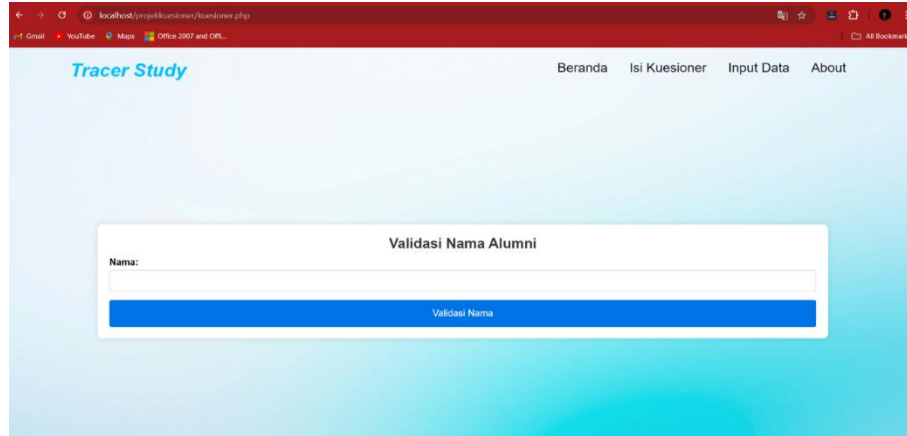 localhost/projekkuesioner/kuesioner.php
Gmail YouTube Maps Office 2007 and Offi... All Bookmark
Tracer Study Beranda Isi Kuesioner Input Data About
Validasi Nama Alumni
Nama:
Validasi Nama